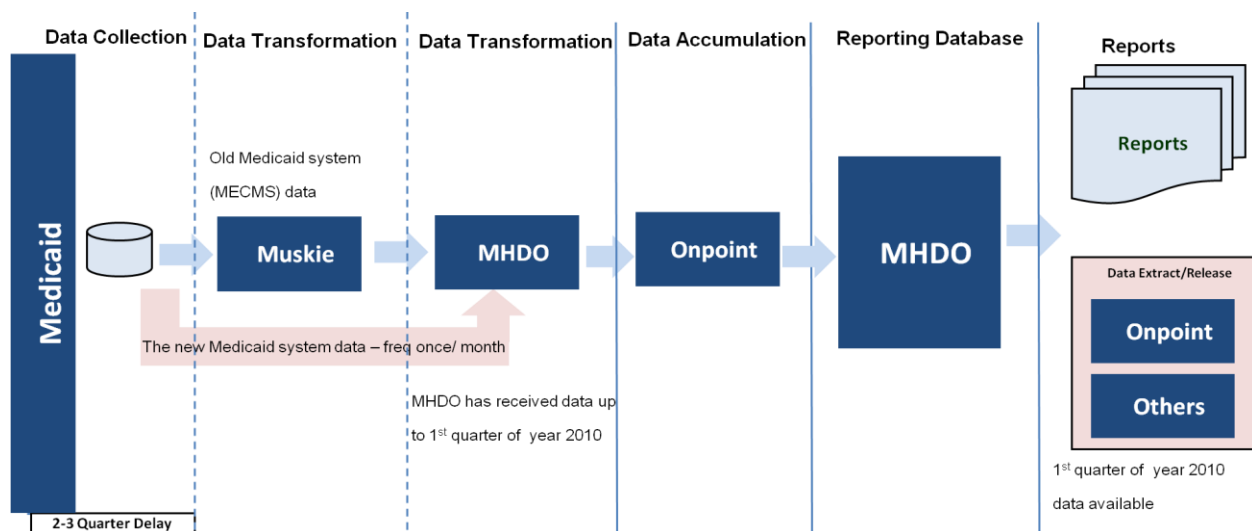 Data Collection
Data Transformation
Data Transformation
Data Accumulation
Reporting Database
Reports
Medicaid
Old Medicaid system
(MECMS) data
Muskie
MHDO
Onpoint
MHDO
Reports
The new Medicaid system data – freq once/ month
MHDO has received data up
to 1st quarter of year 2010
Data Extract/Release
Onpoint
Others
1st quarter of year 2010
data available
2-3 Quarter Delay